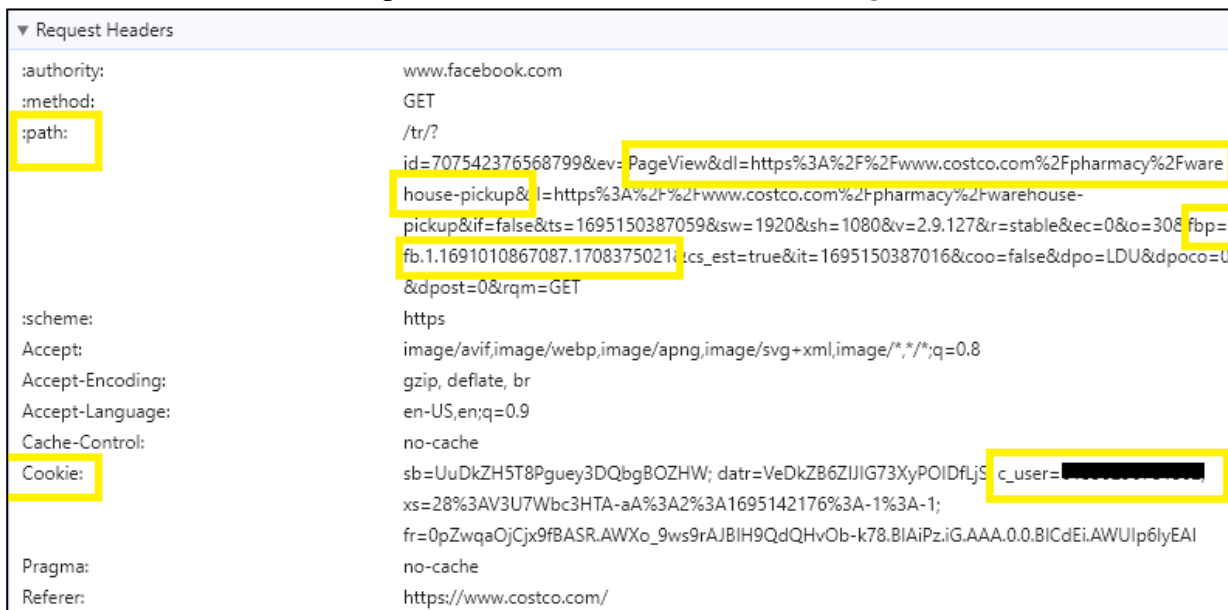 ▼ Request Headers
:authority: www.facebook.com
:method: GET
:path: /tr/?
id=707542376568799&ev=PageView&dl=https%3A%2F%2Fwww.costco.com%2Fpharmacy%2Fware
house-pickup&l=https%3A%2F%2Fwww.costco.com%2Fpharmacy%2Fwarehouse-
pickup&if=false&ts=1695150387059&sw=1920&sh=1080&v=2.9.127&r=stable&ec=0&o=30&fbp=
fb.1.1691010867087.1708375021&cs_est=true&it=1695150387016&coo=false&dpo=LDU&dpoco=0
&dpost=0&rqm=GET
:scheme: https
Accept: image/avif,image/webp,image/apng,image/svg+xml,image/*,*/*;q=0.8
Accept-Encoding: gzip, deflate, br
Accept-Language: en-US,en;q=0.9
Cache-Control: no-cache
Cookie: sb=UuDkZH5T8Pguey3DQbgBOZHW; datr=VeDkZB6ZIJIG73XyPOIDfLjS c_user=
xs=28%3AV3U7Wbc3HTA-aA%3A2%3A1695142176%3A-1%3A-1;
fr=0pZwqaOjCjx9fBASR.AWXo_9ws9rAJBIH9QdQHvOb-k78.BIAiPz.iG.AAA.0.0.BICdEi.AWUIp6IyEAI
Pragma: no-cache
Referer: https://www.costco.com/